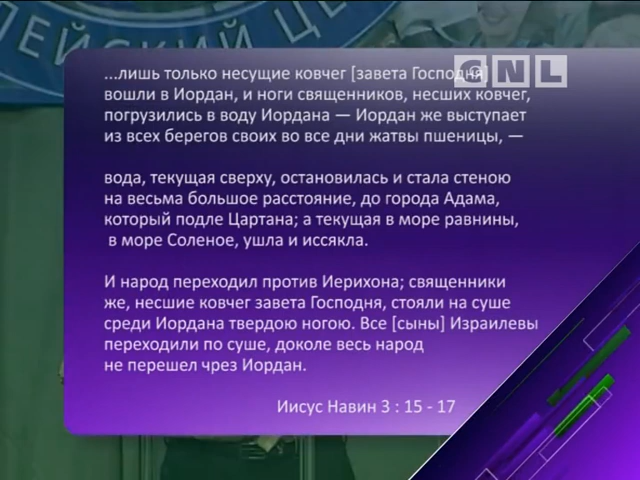 ЛЕЙСКИЙ ЦЕ
CNL
...лишь только несущие ковчег [завета Господня]
вошли в Иордан, и ноги священников, несших ковчег,
погрузились в воду Иордана — Иордан же выступает
из всех берегов своих во все дни жатвы пшеницы, —
вода, текущая сверху, остановилась и стала стеною
на весьма большое расстояние, до города Адама,
который подле Цартана; а текущая в море равнины,
в море Соленое, ушла и иссякла.
И народ переходил против Иерихона; священники
же, несшие ковчег завета Господня, стояли на суше
среди Иордана твердою ногою. Все [сыны] Израилевы
переходили по суше, доколе весь народ
не перешел чрез Иордан.
Иисус Навин 3 : 15 - 17